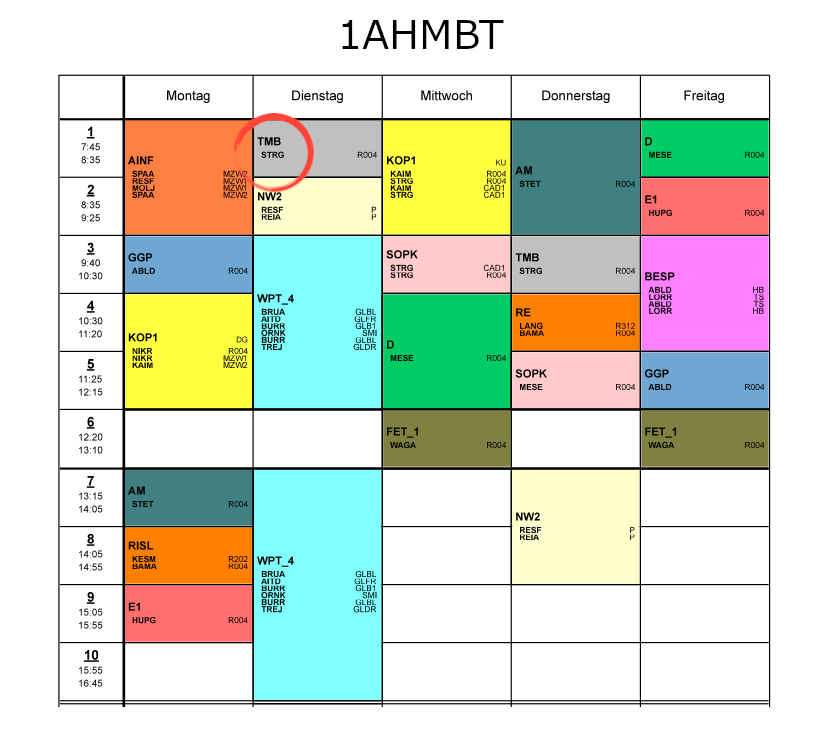 1AHMBT
Montag Dienstag Mittwoch Donnerstag Freitag
1
7:45
8:35
2
8:35
9:25
3
9:40
10:30
4
10:30
11:20
5
11:25
12:15
6
12:20
13:10
7
13:15
14:05
8
14:05
14:55
9
15:05
15:55
10
15:55
16:45
AINF
SPAA MZW2
RESF MZW1
MOLJ MZW1
SPAA MZW2
GGP
ABLD R004
KOP1
DG
NIKR R004
NIKR MZW1
KAIM MZW2
AM
STET R004
RISL
KESM R202
BAMA R004
E1
HUPG R004
TMB
STRG R004
NW2
RESF P
REIA P
WPT_4
BRUA GLBL
AITD GLFR
BURR GLB1
ORNK SMI
BURR GLBL
TREJ GLDR
WPT_4
BRUA GLBL
AITD GLFR
BURR GLB1
ORNK SMI
BURR GLBL
TREJ GLDR
KOP1
KU
KAIM R004
STRG R004
KAIM CAD1
STRG CAD1
SOPK
STRG CAD1
STRG R004
D
MESE R004
FET_1
WAGA R004
AM
STET R004
TMB
STRG R004
RE
LANG R312
BAMA R004
SOPK
MESE R004
NW2
RESF P
REIA P
D
MESE R004
E1
HUPG R004
BESP
ABLD HB
LORR TS
ABLD TS
LORR HB
GGP
ABLD R004
FET_1
WAGA R004